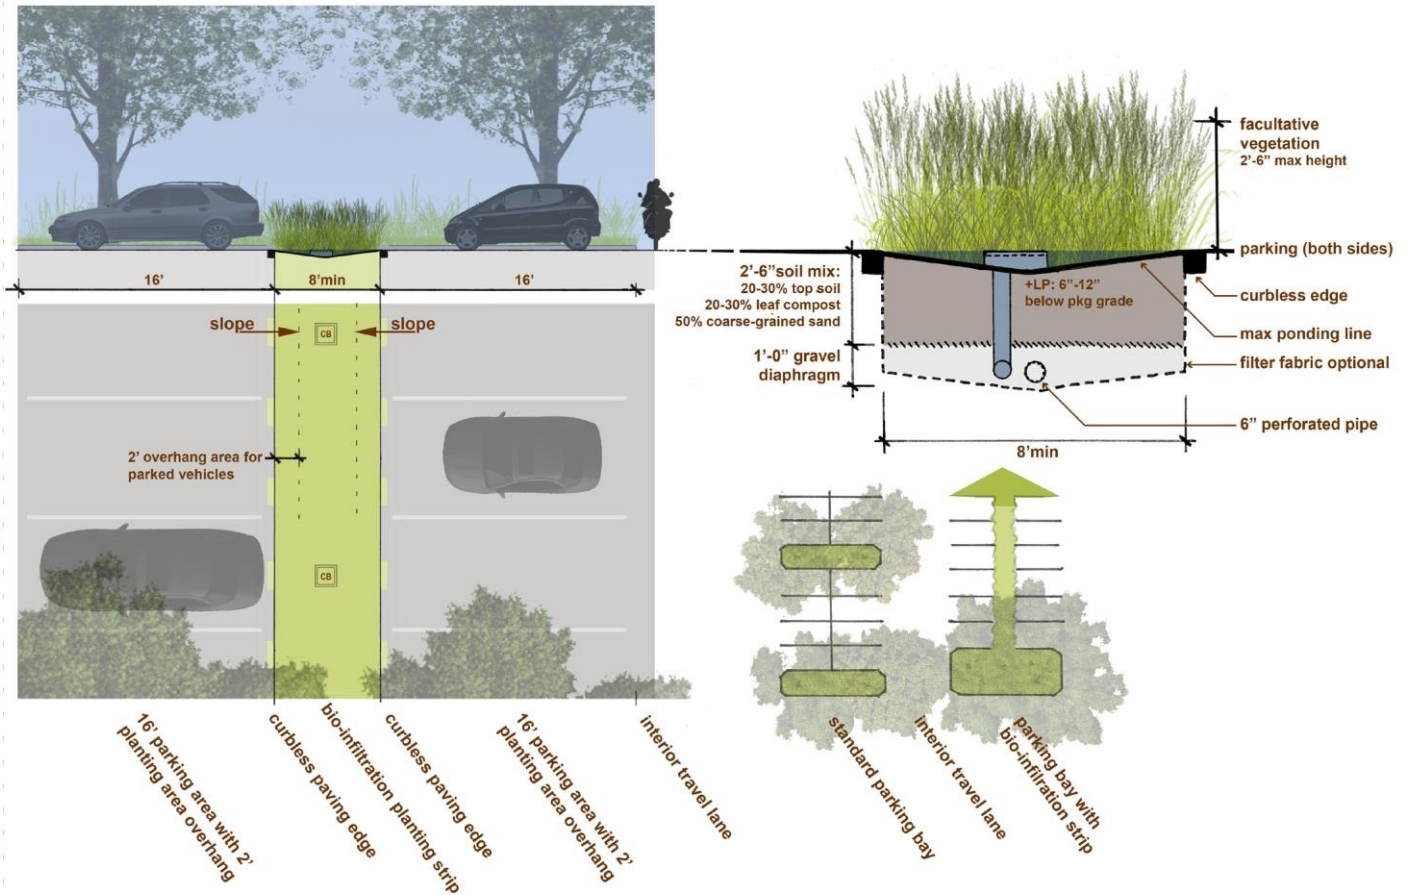 16'
8'min
16'
slope
slope
CB
2' overhang area for
parked vehicles
CB
16' parking area with 2'
planting area overhang
curbless paving edge
bio-infiltration planting strip
curbless paving edge
16' parking area with 2'
planting area overhang
interior travel lane
facultative
vegetation
2'-6" max height
parking (both sides)
2'-6"soil mix:
20-30% top soil
20-30% leaf compost
50% coarse-grained sand
+LP: 6"-12"
below pkg grade
curbless edge
max ponding line
1'-0" gravel
diaphragm
filter fabric optional
6" perforated pipe
8'min
standard parking bay
interior travel lane
parking bay with
bio-infilration strip